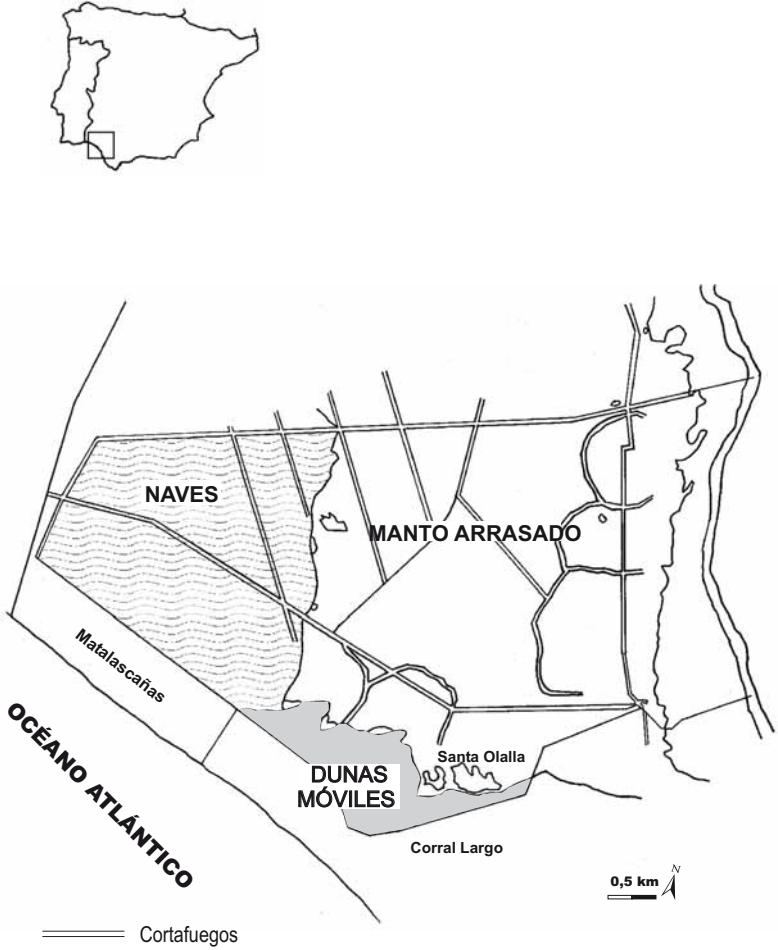 NAVES
MANTO ARRASADO
Matalascañas
OCÉANO ATLÁNTICO
Santa Olalla
DUNAS
MÓVILES
Corral Largo
0,5 km
N
Cortafuegos